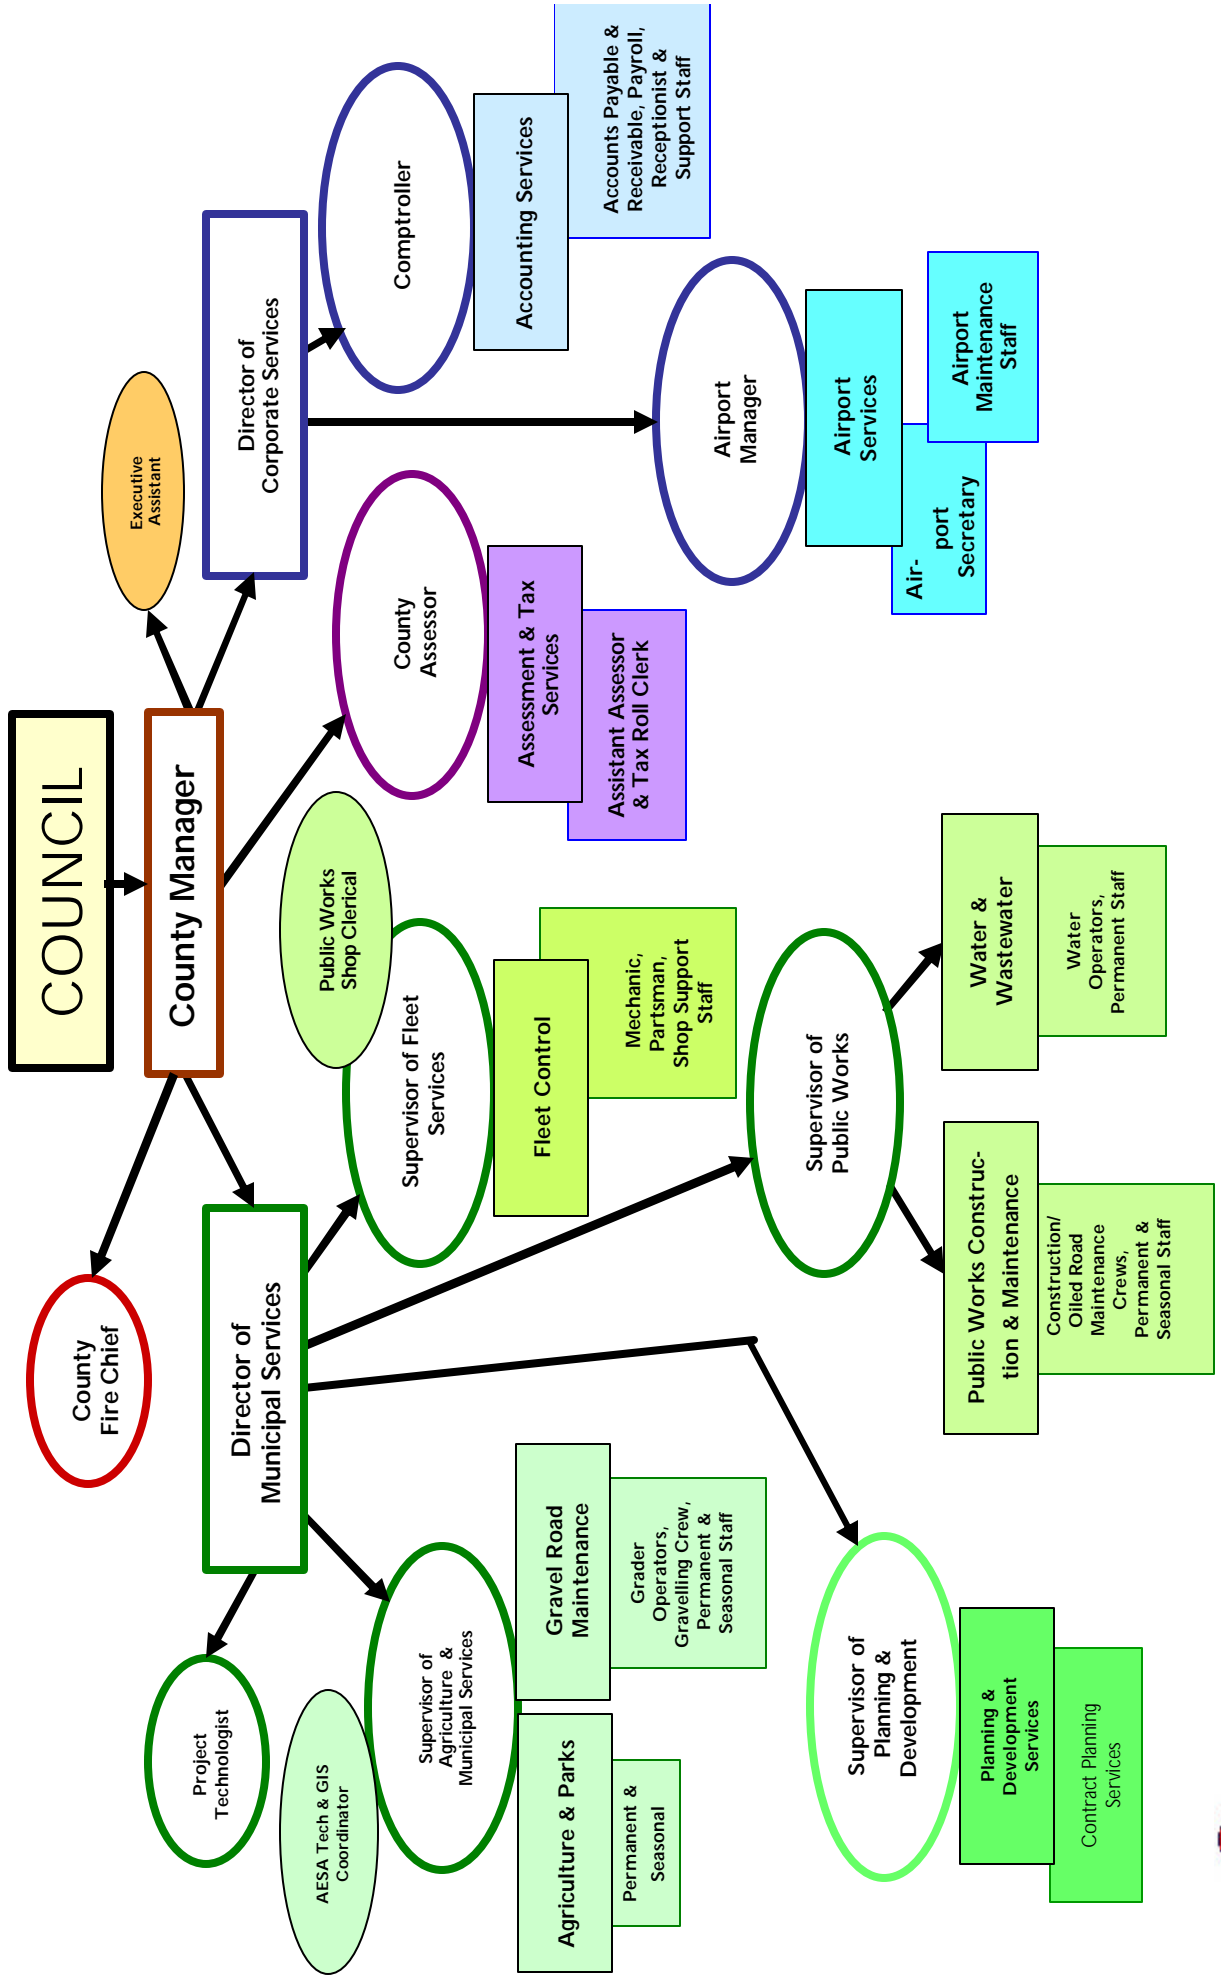 COUNCIL
County Manager
Executive
Assistant
County
Fire Chief
Director of
Municipal Services
Director of
Corporate Services
Project
Technologist
AESA Tech & GIS
Coordinator
Supervisor of
Agriculture &
Municipal Services
Agriculture & Parks
Permanent &
Seasonal
Gravel Road
Maintenance
Grader
Operators,
Gravelling Crew,
Permanent &
Seasonal Staff
Public Works
Shop Clerical
Supervisor of Fleet
Services
Fleet Control
Mechanic,
Partsman,
Shop Support
Staff
County
Assessor
Assessment & Tax
Services
Assistant Assessor
& Tax Roll Clerk
Comptroller
Accounting Services
Accounts Payable &
Receivable, Payroll,
Receptionist &
Support Staff
Airport
Manager
Airport
Services
Air-
port
Secretary
Airport
Maintenance
Staff
Supervisor of
Planning &
Development
Planning &
Development
Services
Contract Planning
Services
Supervisor of
Public Works
Public Works Construc-
tion & Maintenance
Construction/
Oiled Road
Maintenance
Crews,
Permanent &
Seasonal Staff
Water &
Wastewater
Water
Operators,
Permanent Staff